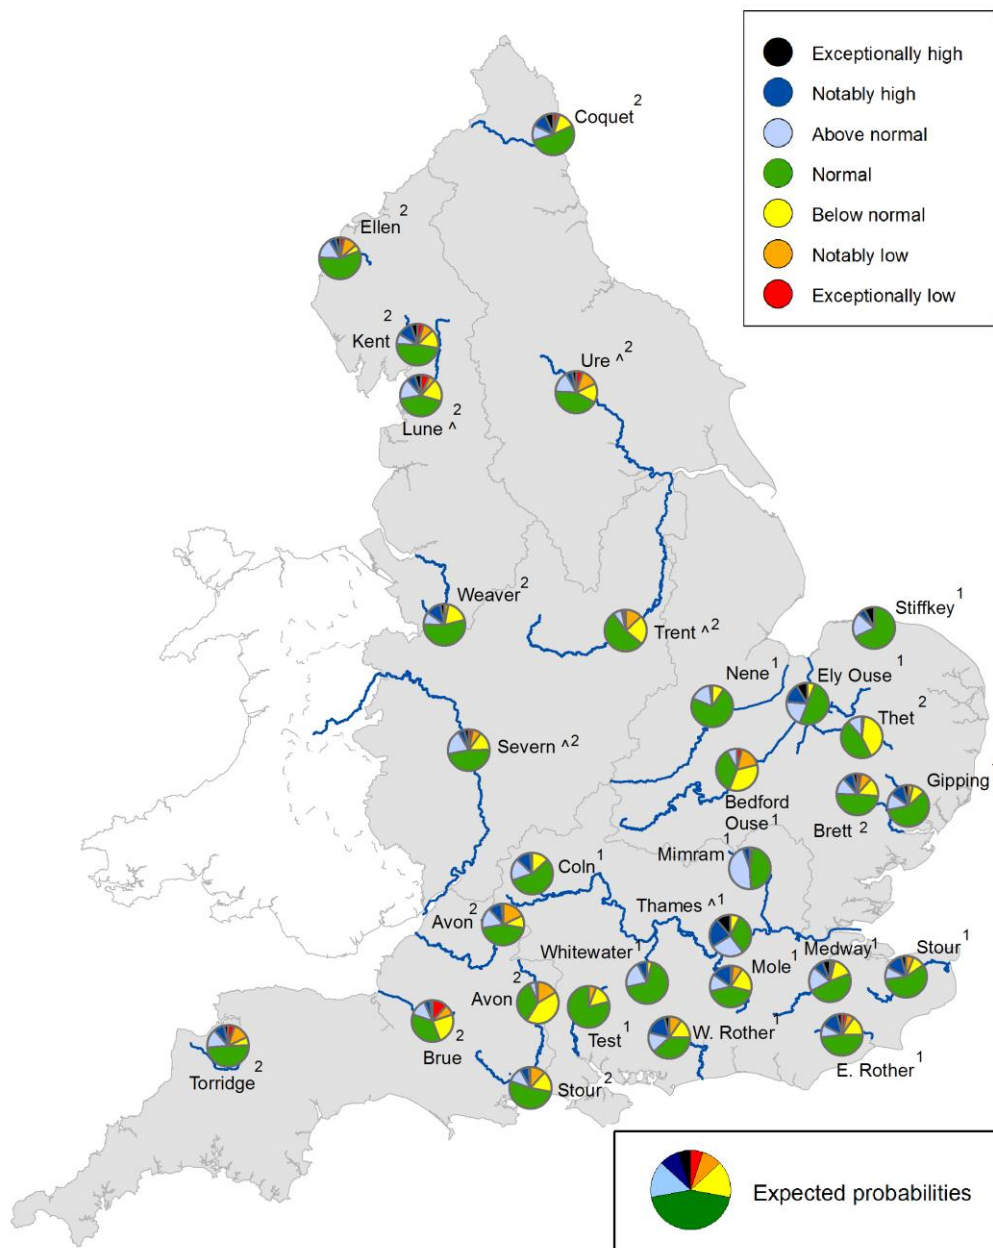 Exceptionally high
Notably high
Above normal
Normal
Below normal
Notably low
Exceptionally low
Coquet 2
Ellen 2
2
Kent
Ure ^ 2
2
Lune ^
Weaver 2
Trent ^ 2
Stiffkey 1
Nene 1
Ely Ouse 1
Thet 2
Severn ^ 2
Gipping
Bedford
Ouse 1
Brett 2
Mimram 1
Coln 1
Thames ^ 1
Avon 2
Whitewater 1
Medway 1
Stour 1
Mole 1
2
Avon
Test 1
W. Rother 1
2
Brue
E. Rother 1
Torridge 2
Stour 2
Expected probabilities